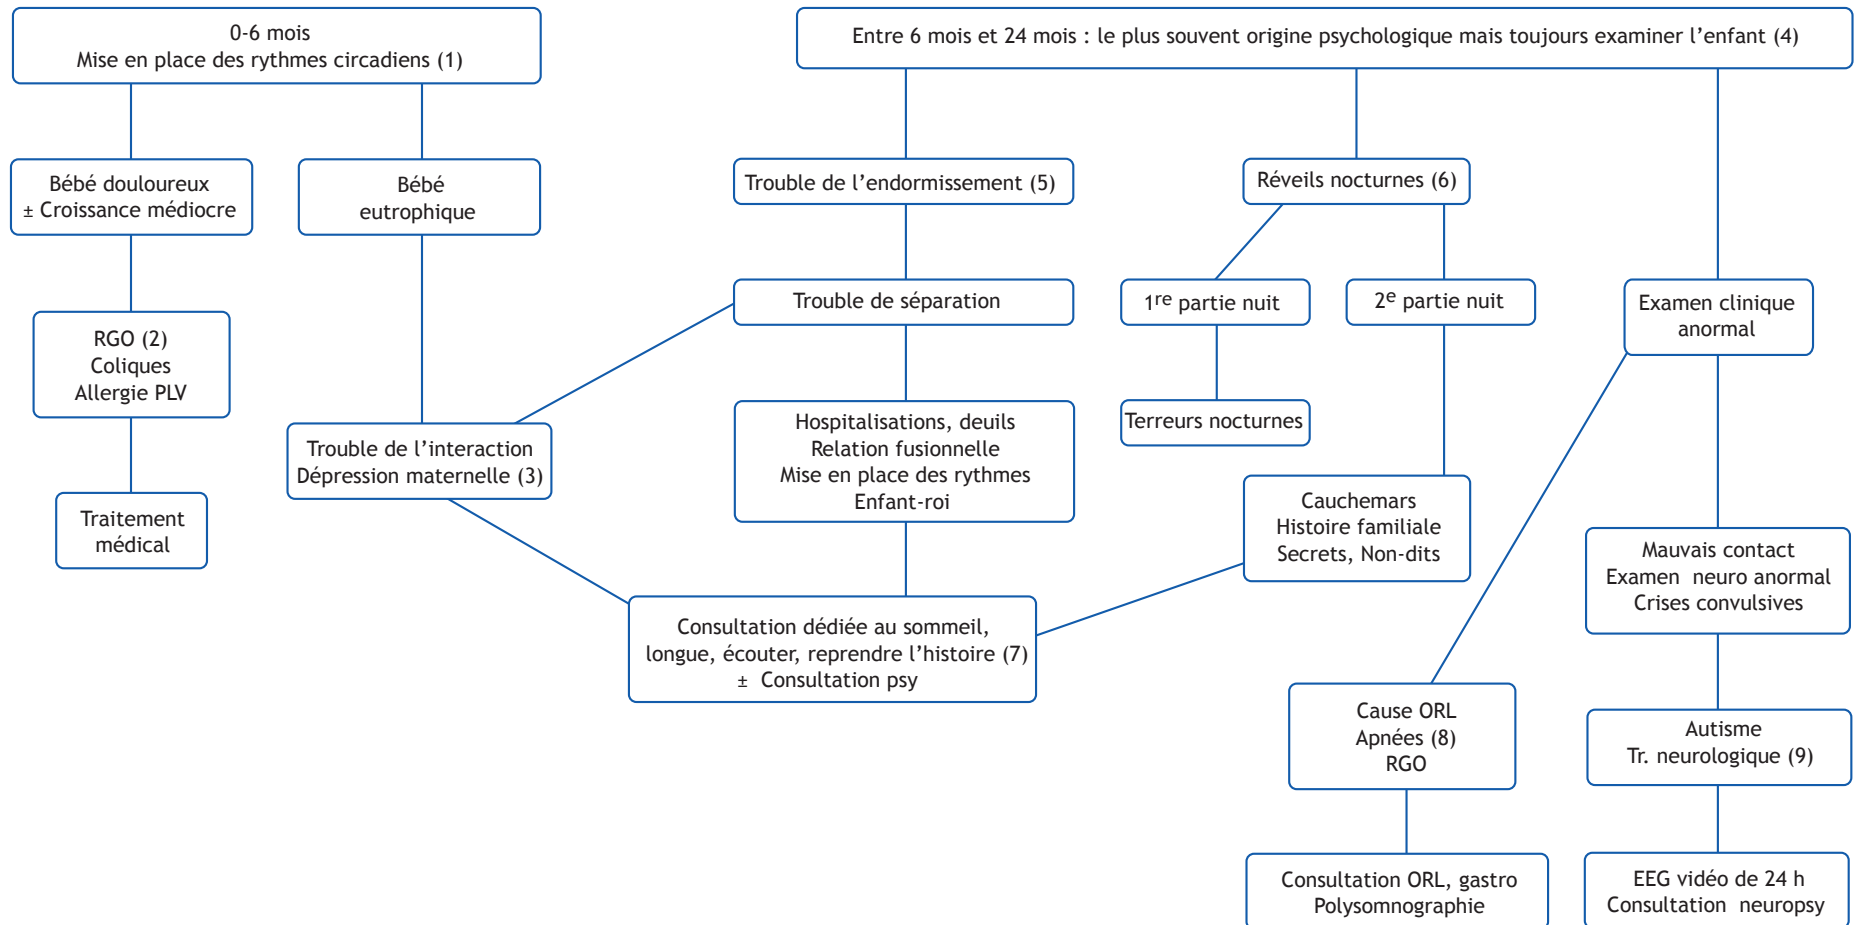 0-6 mois
Mise en place des rythmes circadiens (1)
Entre 6 mois et 24 mois : le plus souvent origine psychologique mais toujours examiner l’enfant (4)
Bébé douloureux
± Croissance médiocre
Bébé
eutrophique
Trouble de l’endormissement (5)
Réveils nocturnes (6)
RGO (2)
Coliques
Allergie PLV
Trouble de séparation
1re partie nuit
2e partie nuit
Examen clinique
anormal
Trouble de l’interaction
Dépression maternelle (3)
Hospitalisations, deuils
Relation fusionnelle
Mise en place des rythmes
Enfant-roi
Terreurs nocturnes
Traitement
médical
Cauchemars
Histoire familiale
Secrets, Non-dits
Mauvais contact
Examen neuro anormal
Crises convulsives
Consultation dédiée au sommeil,
longue, écouter, reprendre l’histoire (7)
± Consultation psy
Cause ORL
Apnées (8)
RGO
Autisme
Tr. neurologique (9)
Consultation ORL, gastro
Polysomnographie
EEG vidéo de 24 h
Consultation neuropsy